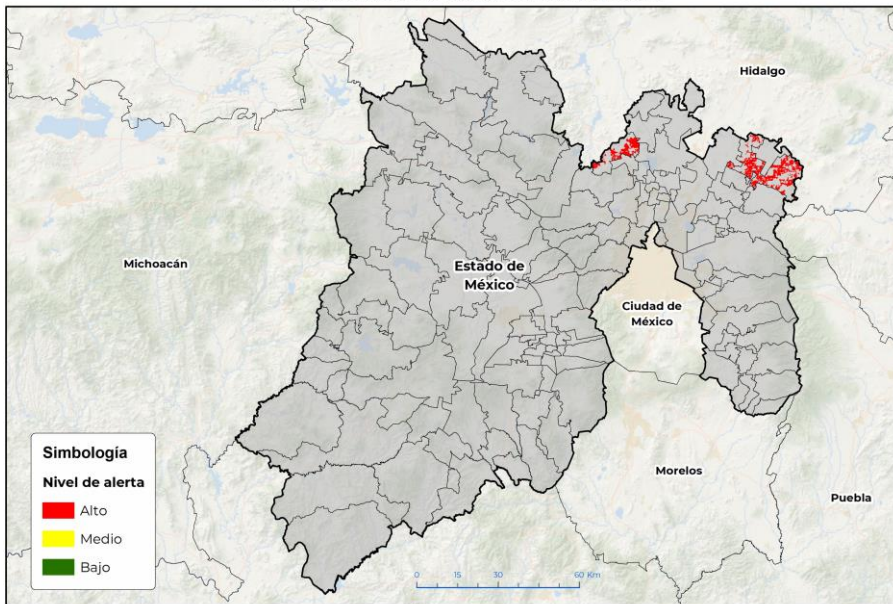 Hidalgo
Michoacán
Estado de
México
Ciudad de
México
Morelos
Puebla
Simbología
Nivel de alerta
Alto
Medio
Bajo
0 15 30 60 Km